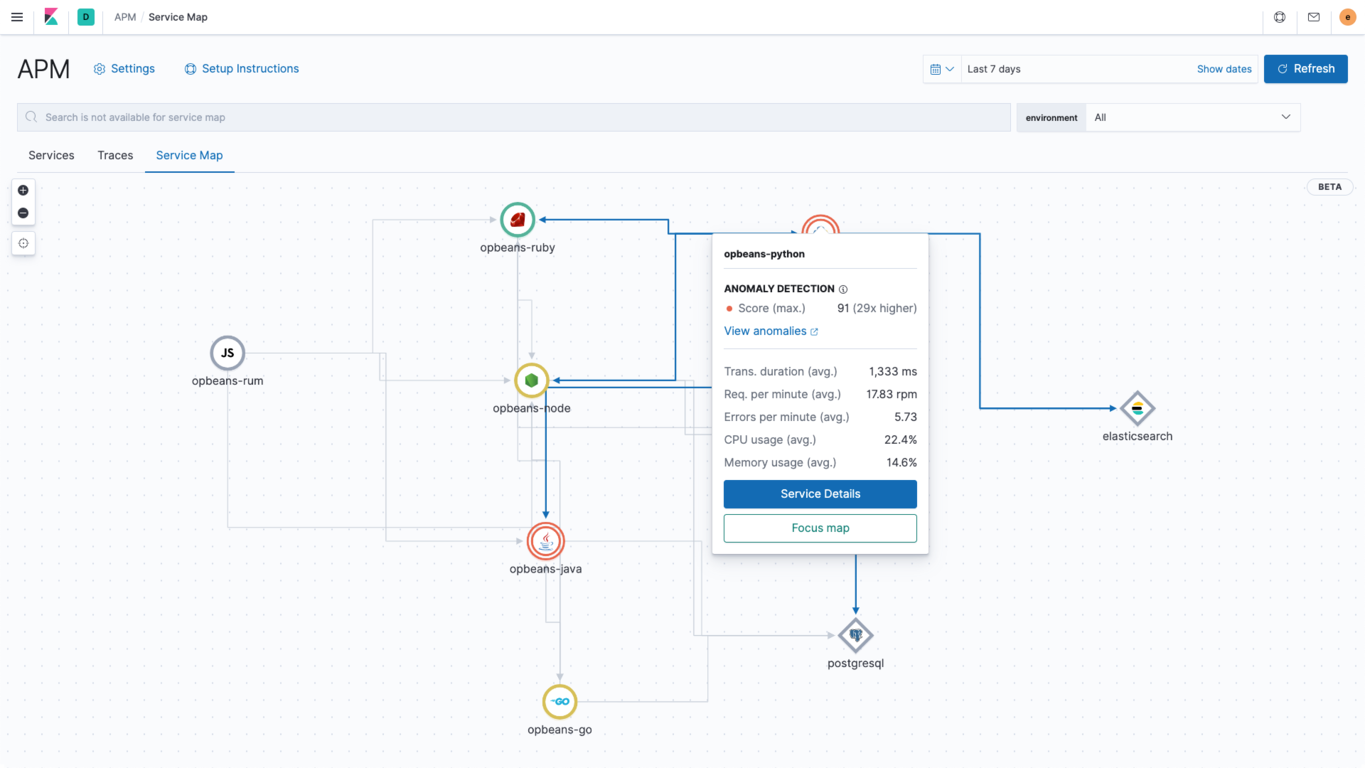 D APM / Service Map e
APM Settings Setup Instructions Last 7 days Show dates Refresh
Search is not available for service map environment All
Services Traces Service Map
BETA
opbeans-ruby
opbeans-python
ANOMALY DETECTION
Score (max.) 91 (29x higher)
View anomalies
JS
opbeans-rum
Trans. duration (avg.) 1,333 ms
Req. per minute (avg.) 17.83 rpm
opbeans-node
Errors per minute (avg.) 5.73
elasticsearch
CPU usage (avg.) 22.4%
Memory usage (avg.) 14.6%
Service Details
Focus map
opbeans-java
postgresql
GO
opbeans-go